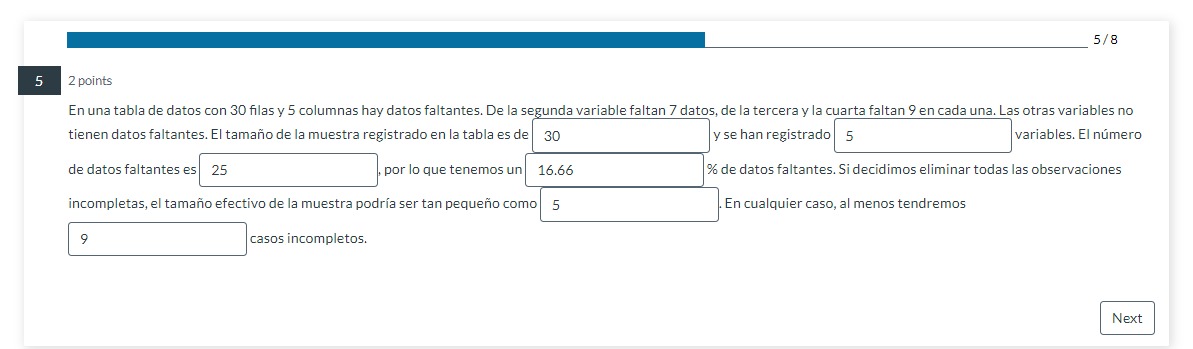 5 / 8
5 2 points
En una tabla de datos con 30 filas y 5 columnas hay datos faltantes. De la segunda variable faltan 7 datos, de la tercera y la cuarta faltan 9 en cada una. Las otras variables no
tienen datos faltantes. El tamaño de la muestra registrado en la tabla es de 30 y se han registrado 5 variables. El número
de datos faltantes es 25 , por lo que tenemos un 16.66 % de datos faltantes. Si decidimos eliminar todas las observaciones
incompletas, el tamaño efectivo de la muestra podría ser tan pequeño como 5 . En cualquier caso, al menos tendremos
9 casos incompletos.
Next